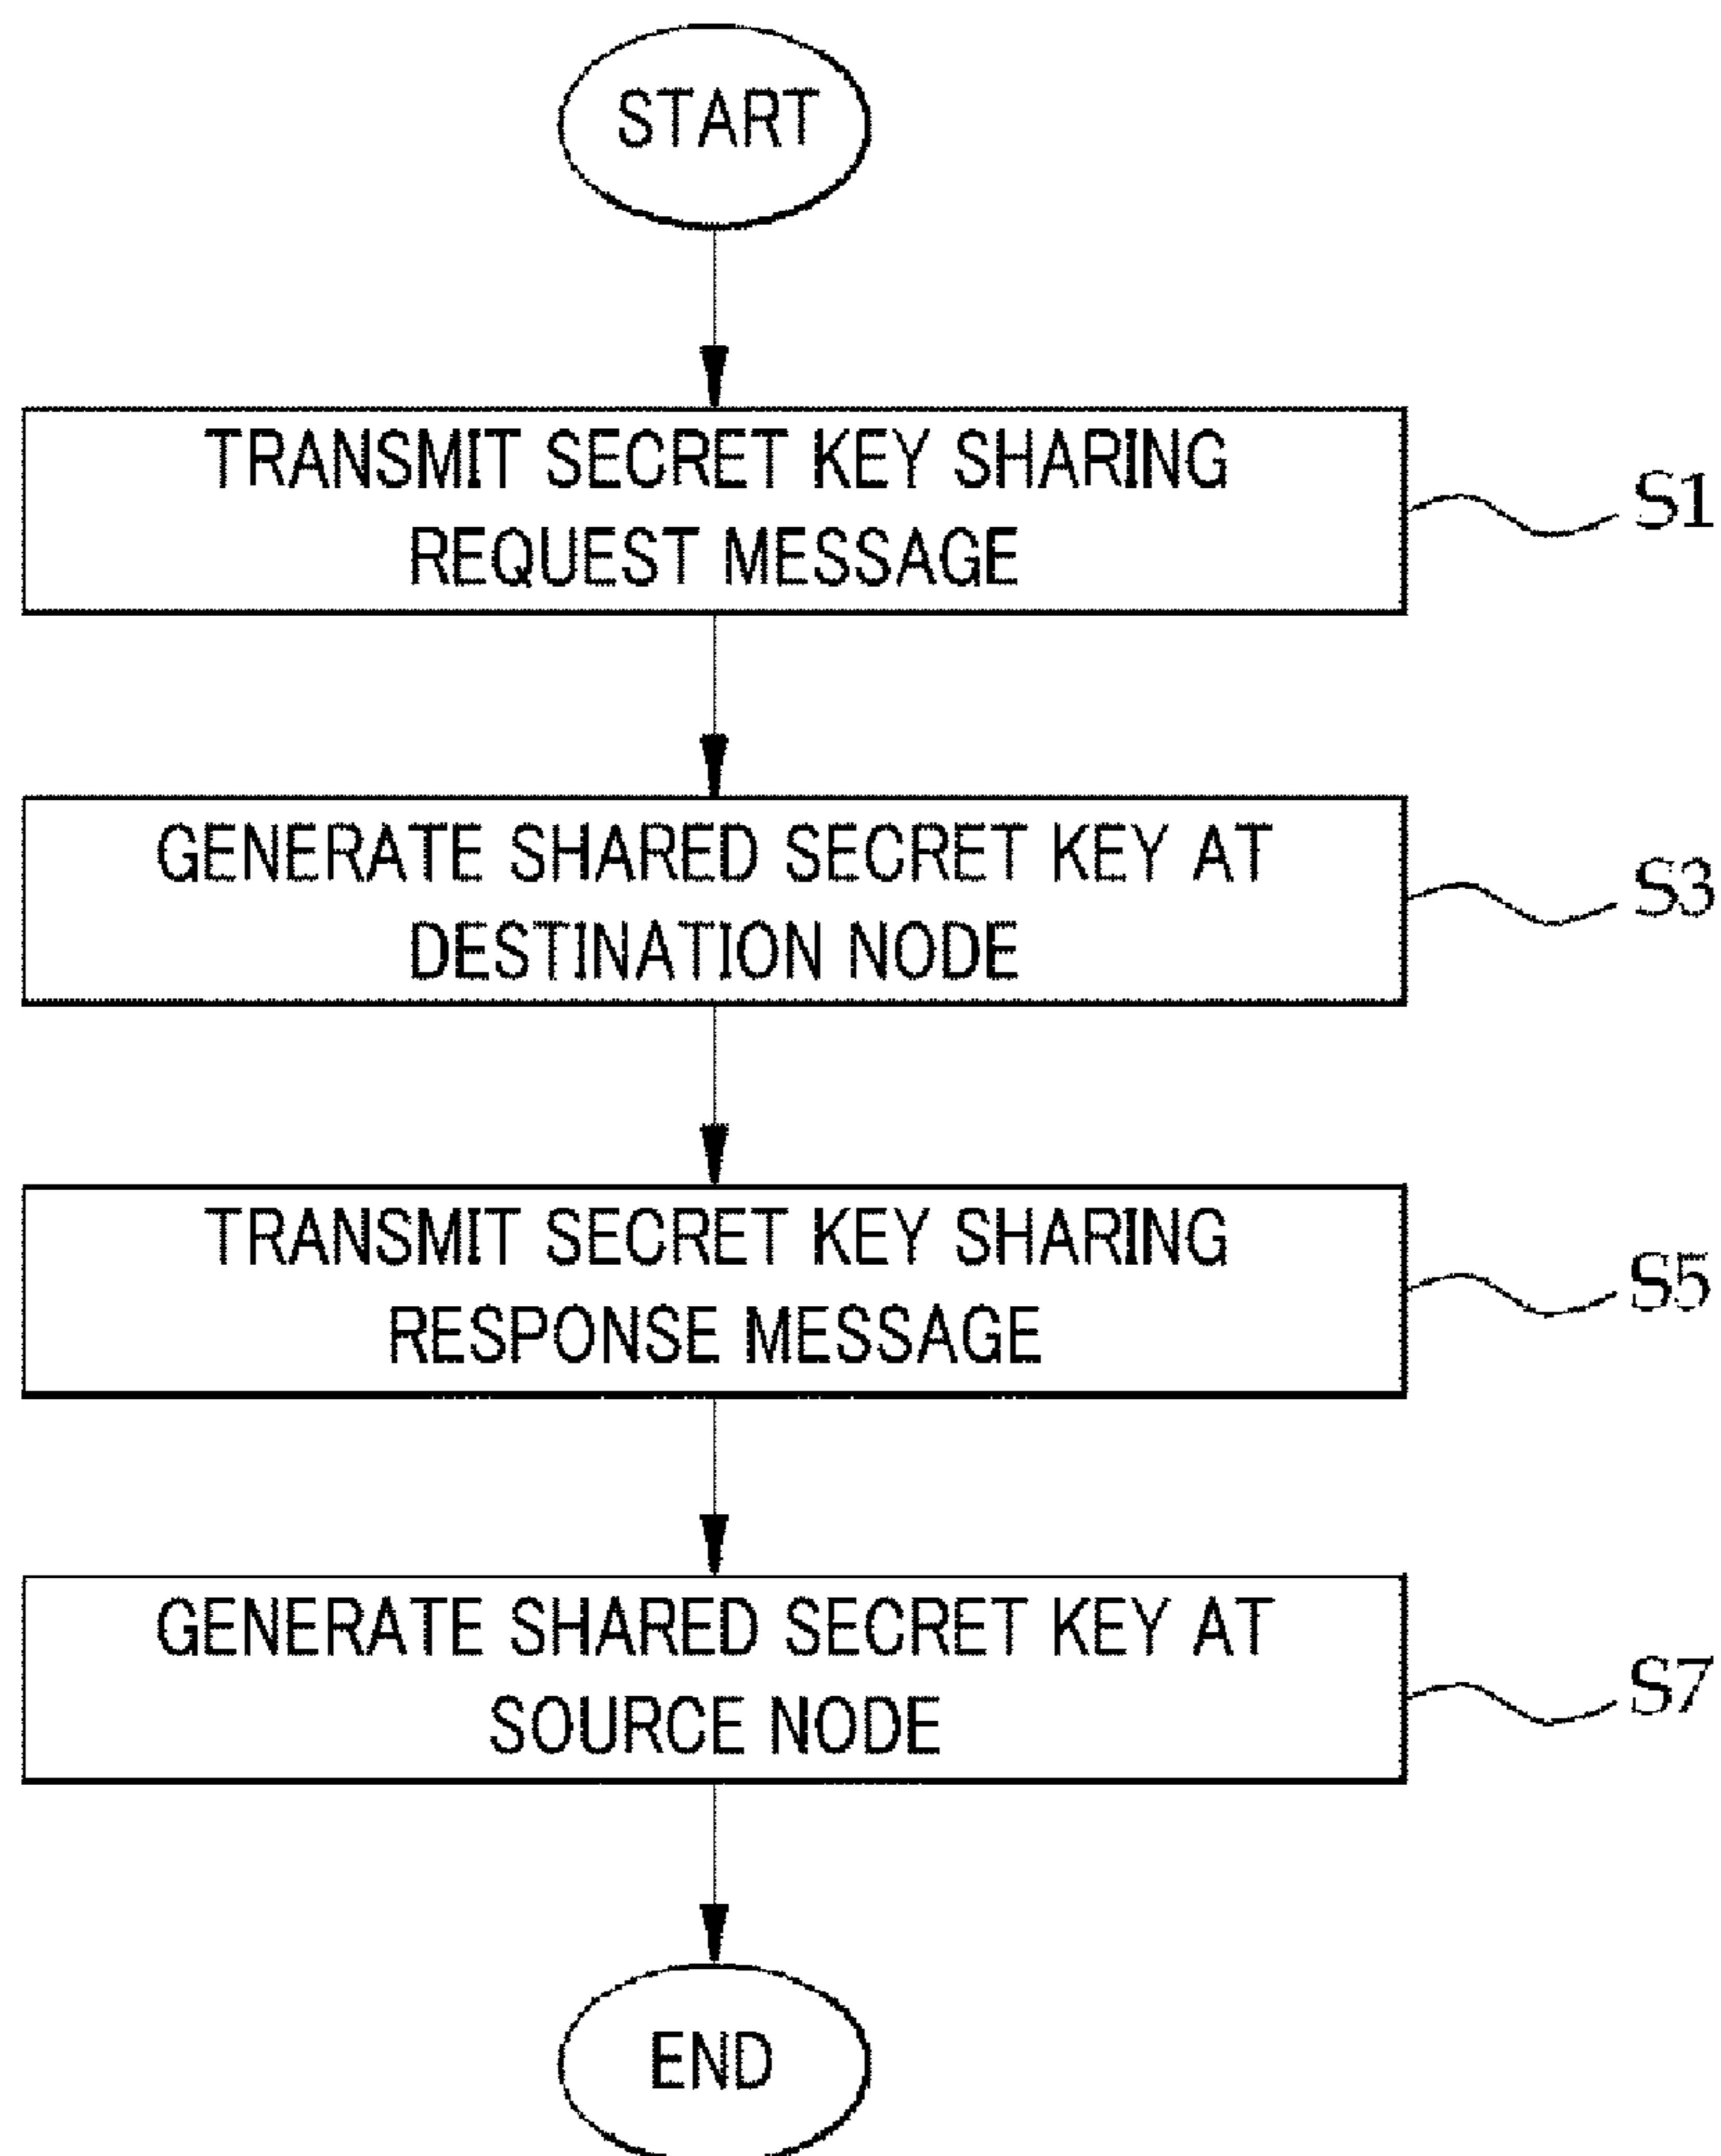 START
TRANSMIT SECRET KEY SHARING
REQUEST MESSAGE
S1
GENERATE SHARED SECRET KEY AT
DESTINATION NODE
S3
TRANSMIT SECRET KEY SHARING
RESPONSE MESSAGE
S5
GENERATE SHARED SECRET KEY AT
SOURCE NODE
S7
END